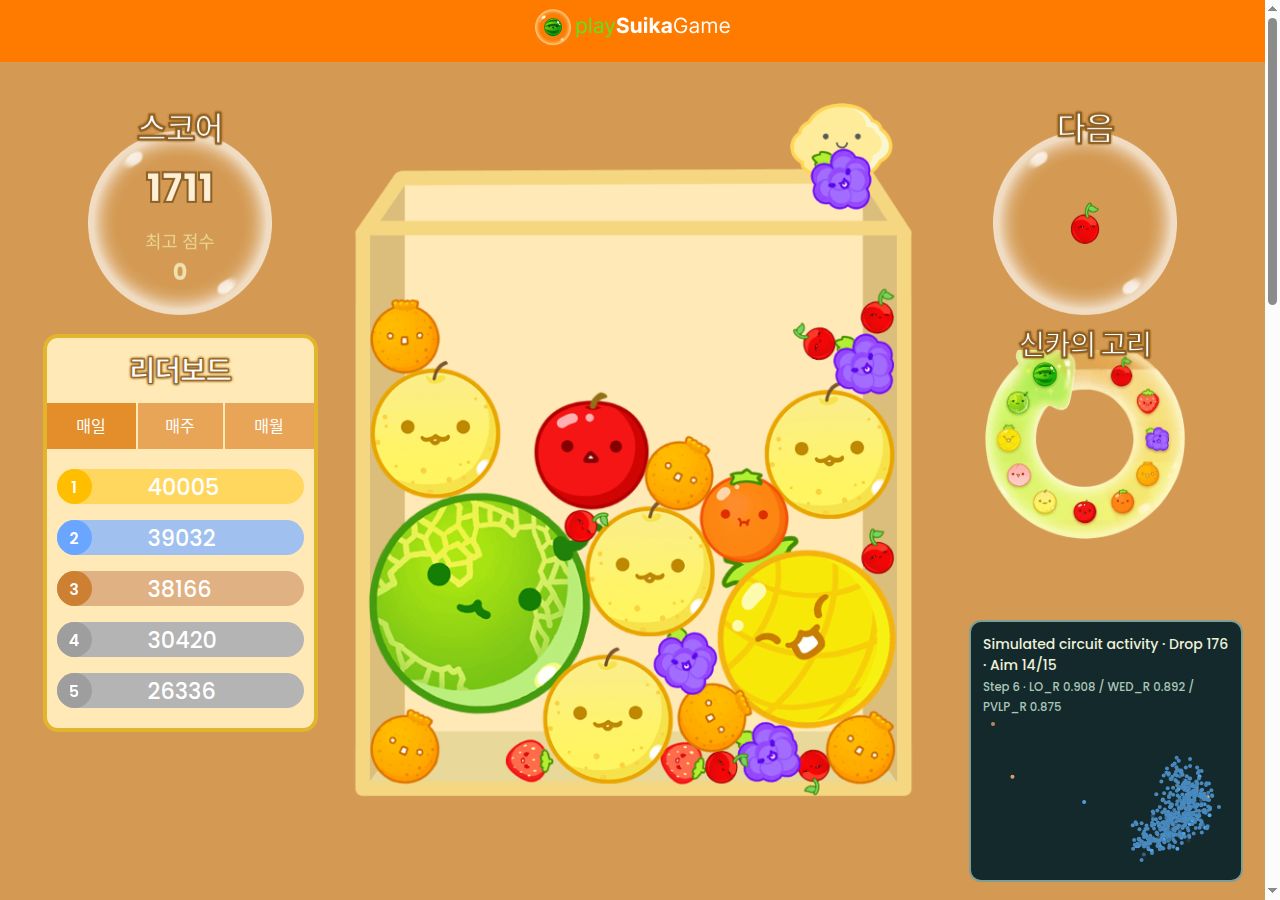 playSuikaGame
스코어
1711
최고 점수
0
다음
신카의 고리
리더보드
매일 매주 매월
1 40005
2 39032
3 38166
4 30420
5 26336
Simulated circuit activity · Drop 176
· Aim 14/15
Step 6 · LO_R 0.908 / WED_R 0.892 /
PVLP_R 0.875